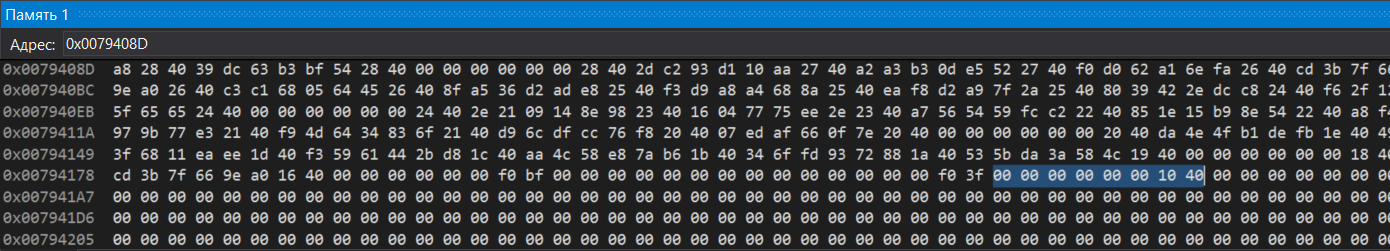 Память 1
Адрес: 0x0079408D
0x0079408D a8 28 40 39 dc 63 b3 bf 54 28 40 00 00 00 00 00 00 28 40 2d c2 93 d1 10 aa 27 40 a2 a3 b3 0d e5 52 27 40 f0 d0 62 a1 6e fa 26 40 cd 3b 7f 66
0x007940BC 9e a0 26 40 c3 c1 68 05 64 45 26 40 8f a5 36 d2 ad e8 25 40 f3 d9 a8 a4 68 8a 25 40 ea f8 d2 a9 7f 2a 25 40 80 39 42 2e dc c8 24 40 f6 2f 12
0x007940EB 5f 65 65 24 40 00 00 00 00 00 00 24 40 2e 21 09 14 8e 98 23 40 16 04 77 75 ee 2e 23 40 a7 56 54 59 fc c2 22 40 85 1e 15 b9 8e 54 22 40 a8 f4
0x0079411A 97 9b 77 e3 21 40 f9 4d 64 34 83 6f 21 40 d9 6c df cc 76 f8 20 40 07 ed af 66 0f 7e 20 40 00 00 00 00 00 00 20 40 da 4e 4f b1 de fb 1e 40 49
0x00794149 3f 68 11 ea ee 1d 40 f3 59 61 44 2b d8 1c 40 aa 4c 58 e8 7a b6 1b 40 34 6f fd 93 72 88 1a 40 53 5b da 3a 58 4c 19 40 00 00 00 00 00 00 18 40
0x00794178 cd 3b 7f 66 9e a0 16 40 00 00 00 00 00 00 f0 bf 00 00 00 00 00 00 00 00 00 00 00 00 00 00 f0 3f 00 00 00 00 00 00 10 40 00 00 00 00 00 00 00
0x007941A7 00 00 00 00 00 00 00 00 00 00 00 00 00 00 00 00 00 00 00 00 00 00 00 00 00 00 00 00 00 00 00 00 00 00 00 00 00 00 00 00 00 00 00 00 00 00 00
0x007941D6 00 00 00 00 00 00 00 00 00 00 00 00 00 00 00 00 00 00 00 00 00 00 00 00 00 00 00 00 00 00 00 00 00 00 00 00 00 00 00 00 00 00 00 00 00 00 00
0x00794205 00 00 00 00 00 00 00 00 00 00 00 00 00 00 00 00 00 00 00 00 00 00 00 00 00 00 00 00 00 00 00 00 00 00 00 00 00 00 00 00 00 00 00 00 00 00 00